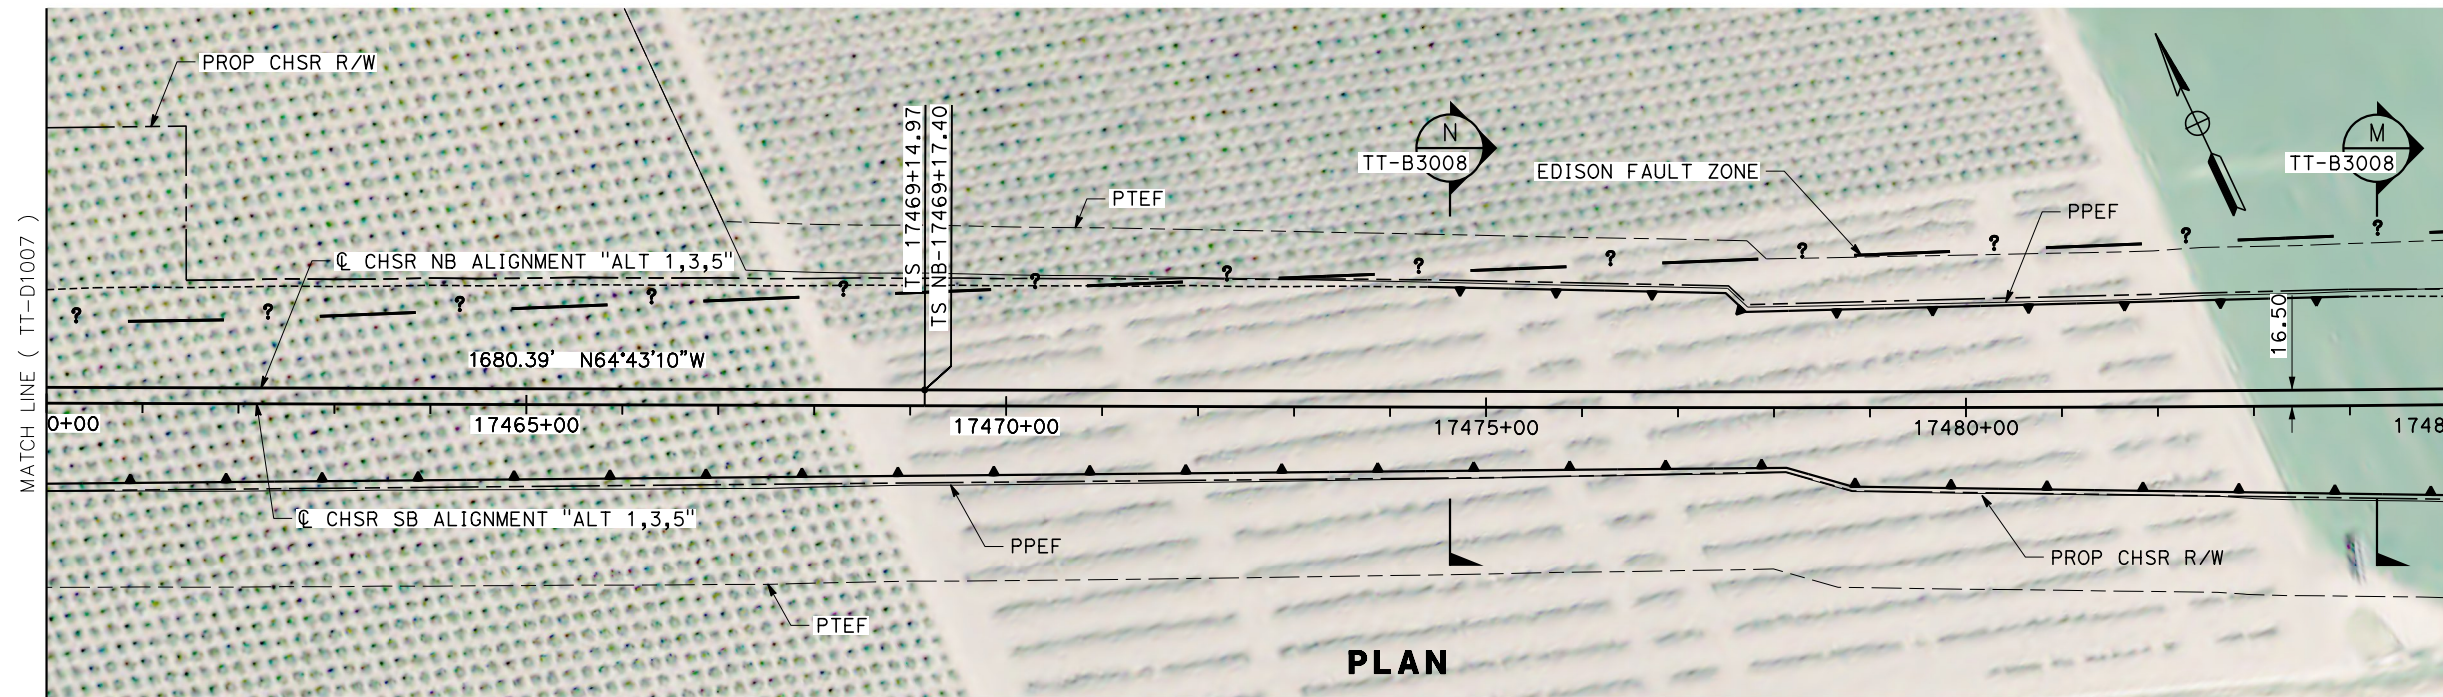 PROP CHSR R/W
TS 17469+14.97
TS NB-17469+17.40
N
TT-B3008
M
TT-B3008
EDISON FAULT ZONE
PTEF
PPEF
MATCH LINE ( TT-D1007 )
℄ CHSR NB ALIGNMENT "ALT 1,3,5"
? ? ? ? ? ? ? ? ? ? ? ? ?
16.50
1680.39' N64°43'10"W
0+00 17465+00 17470+00 17475+00 17480+00 1748
℄ CHSR SB ALIGNMENT "ALT 1,3,5"
PPEF
PROP CHSR R/W
PTEF
PLAN